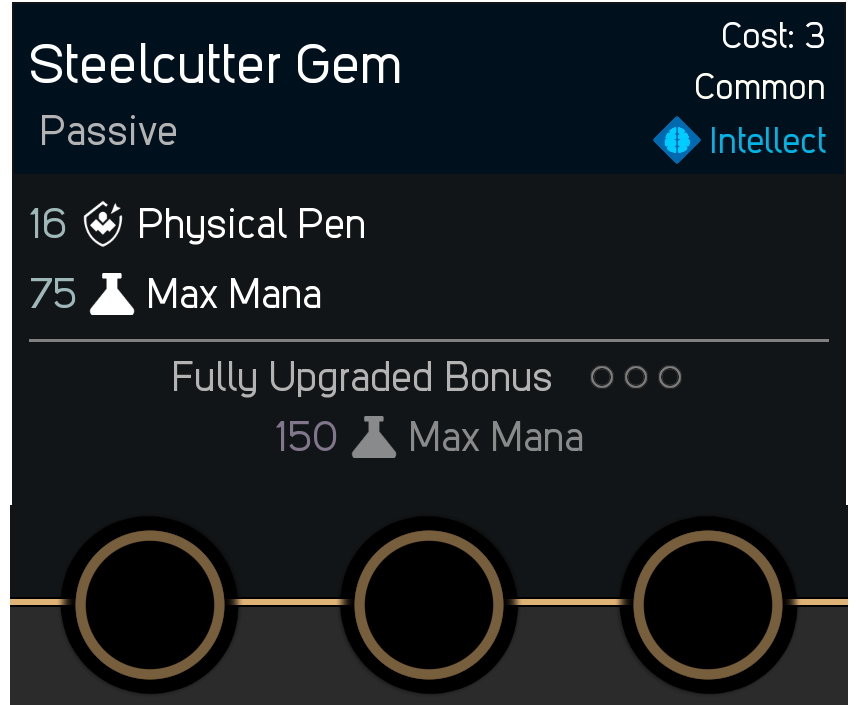 Steelcutter Gem
Cost: 3
Common
Passive
Intellect
16 Physical Pen
75 Max Mana
Fully Upgraded Bonus
150 Max Mana